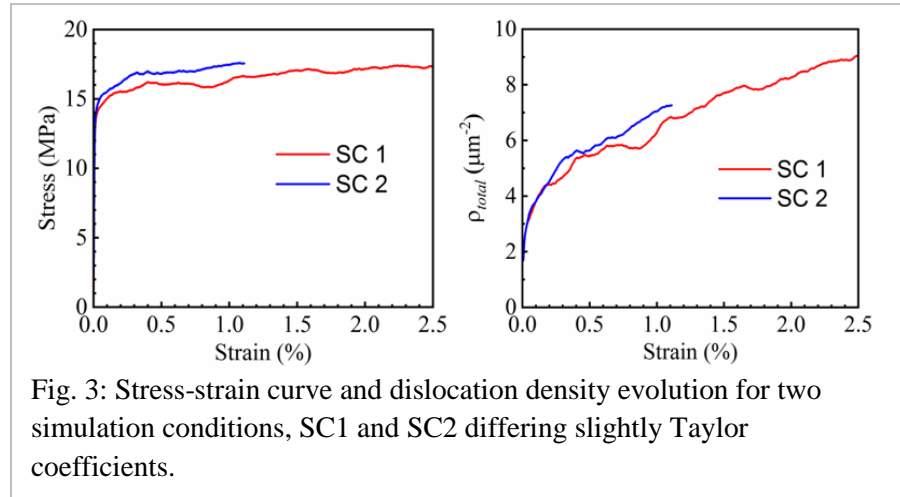 20
15
10
5
0
Stress (MPa)
SC 1
SC 2
0.0 0.5 1.0 1.5 2.0 2.5
Strain (%)
10
8
6
4
2
0
ρtotal (μm-2)
SC 1
SC 2
0.0 0.5 1.0 1.5 2.0 2.5
Strain (%)
Fig. 3: Stress-strain curve and dislocation density evolution for two
simulation conditions, SC1 and SC2 differing slightly Taylor
coefficients.